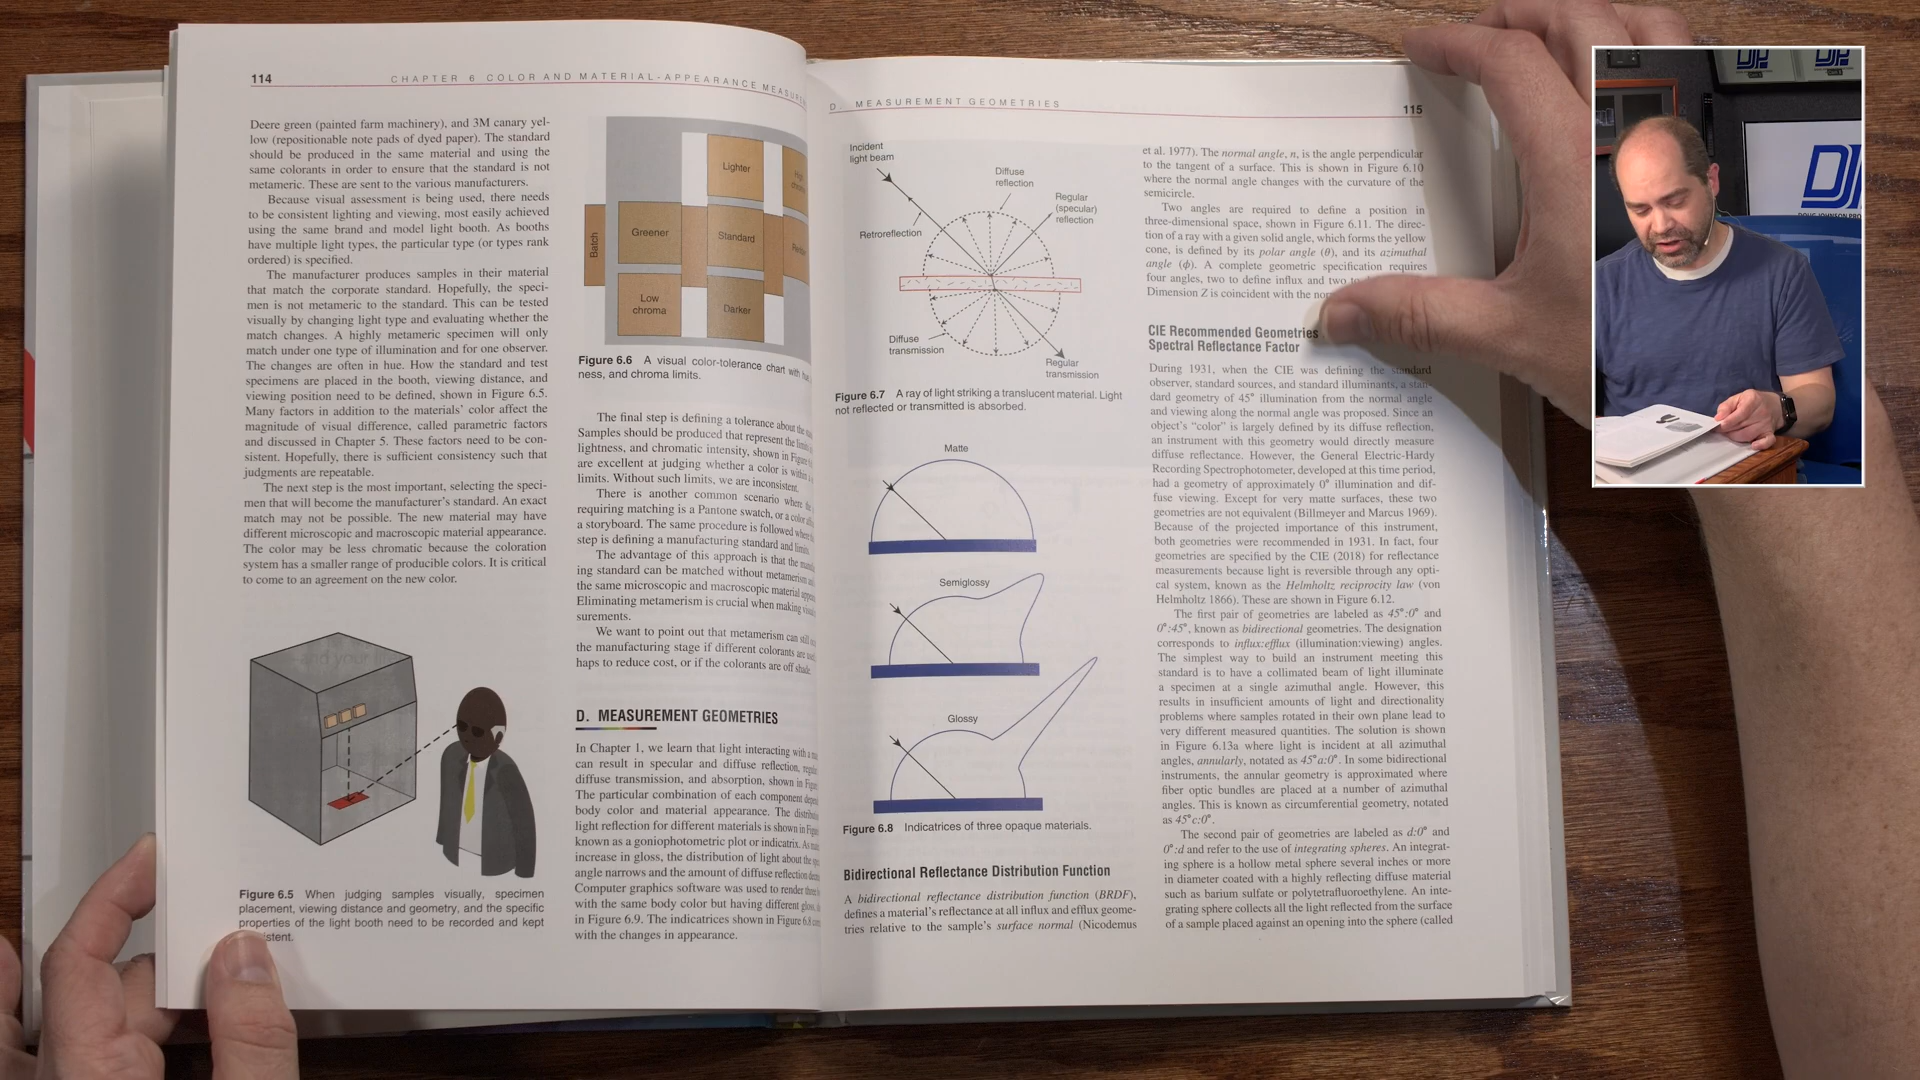 114
CHAPTER 6 COLOR AND MATERIAL-APPEARANCE
Deere green (painted farm machinery), and 3M canary yel-
low (repositionable note pads of dyed paper). The standard
should be produced in the same material and using the
same colorants in order to ensure that the standard is not
metameric. These are sent to the various manufacturers.
Because visual assessment is being used, there needs
to be consistent lighting and viewing, most easily achieved
using the same brand and model light booth. As booths
have multiple light types, the particular type (or types rank
ordered) is specified.
The manufacturer produces samples in their material
that match the corporate standard. Hopefully, the speci-
men is not metameric to the standard. This can be tested
visually by changing light type and evaluating whether the
match changes. A highly metameric specimen will only
match under one type of illumination and for one observer.
The changes are often in hue. How the standard and test
specimens are placed in the booth, viewing distance, and
viewing position need to be defined, shown in Figure 6.5.
Many factors in addition to the materials' color affect the
magnitude of visual difference, called parametric factors
and discussed in Chapter 5. These factors need to be con-
sistent. Hopefully, there is sufficient consistency such that
judgments are repeatable.
The next step is the most important, selecting the speci-
men that will become the manufacturer's standard. An exact
match may not be possible. The new material may have
different microscopic and macroscopic material appearance.
The color may be less chromatic because the coloration
system has a smaller range of producible colors. It is critical
to come to an agreement on the new color.
Figure 6.5 When judging samples visually, specimen
placement, viewing distance and geometry, and the specific
properties of the light booth need to be recorded and kept
Batch
Lighter
Greener
Standard
Low
chroma
Darker
Figure 6.6 A visual color-tolerance chart with
ness, and chroma limits.
The final step is defining a tolerance about the
Samples should be produced that represent the
lightness, and chromatic intensity, shown in
are excellent at judging whether a color is within
limits. Without such limits, we are inconsistent.
There is another common scenario where
requiring matching is a Pantone swatch, or a color
a storyboard. The same procedure is followed where
step is defining a manufacturing standard and limits.
The advantage of this approach is that the
ing standard can be matched without metamerism
the same microscopic and macroscopic material
Eliminating metamerism is crucial when making
surements.
We want to point out that metamerism can still
the manufacturing stage if different colorants are
haps to reduce cost, or if the colorants are off shade.
D. MEASUREMENT GEOMETRIES
In Chapter 1, we learn that light interacting with a
can result in specular and diffuse reflection,
diffuse transmission, and absorption, shown in
The particular combination of each component
body color and material appearance. The
light reflection for different materials is shown in
known as a goniophotometric plot or indicatrix. As
increase in gloss, the distribution of light about the
angle narrows and the amount of diffuse reflection
Computer graphics software was used to render
with the same body color but having different
in Figure 6.9. The indicatrices shown in Figure 6.8
with the changes in appearance.
D. MEASUREMENT GEOMETRIES
115
Incident
light beam
Diffuse
reflection
Regular
(specular)
reflection
Retroreflection
Diffuse
transmission
Regular
transmission
Figure 6.7 A ray of light striking a translucent material. Light
not reflected or transmitted is absorbed.
Matte
Semiglossy
Glossy
Figure 6.8 Indicatrices of three opaque materials.
Bidirectional Reflectance Distribution Function
A bidirectional reflectance distribution function (BRDF),
defines a material's reflectance at all influx and efflux geome-
tries relative to the sample's surface normal (Nicodemus
et al. 1977). The normal angle, n, is the angle perpendicular
to the tangent of a surface. This is shown in Figure 6.10
where the normal angle changes with the curvature of the
semicircle.
Two angles are required to define a position in
three-dimensional space, shown in Figure 6.11. The direc-
tion of a ray with a given solid angle, which forms the yellow
cone, is defined by its polar angle (θ), and its azimuthal
angle (ϕ). A complete geometric specification requires
four angles, two to define influx and two to
Dimension Z is coincident with the
CIE Recommended Geometries
Spectral Reflectance Factor
During 1931, when the CIE was defining the standard
observer, standard sources, and standard illuminants, a stan-
dard geometry of 45° illumination from the normal angle
and viewing along the normal angle was proposed. Since an
object's "color" is largely defined by its diffuse reflection,
an instrument with this geometry would directly measure
diffuse reflectance. However, the General Electric-Hardy
Recording Spectrophotometer, developed at this time period,
had a geometry of approximately 0° illumination and dif-
fuse viewing. Except for very matte surfaces, these two
geometries are not equivalent (Billmeyer and Marcus 1969).
Because of the projected importance of this instrument,
both geometries were recommended in 1931. In fact, four
geometries are specified by the CIE (2018) for reflectance
measurements because light is reversible through any opti-
cal system, known as the Helmholtz reciprocity law (von
Helmholtz 1866). These are shown in Figure 6.12.
The first pair of geometries are labeled as 45°:0° and
0°:45°, known as bidirectional geometries. The designation
corresponds to influx:efflux (illumination:viewing) angles.
The simplest way to build an instrument meeting this
standard is to have a collimated beam of light illuminate
a specimen at a single azimuthal angle. However, this
results in insufficient amounts of light and directionality
problems where samples rotated in their own plane lead to
very different measured quantities. The solution is shown
in Figure 6.13a where light is incident at all azimuthal
angles, annularly, notated as 45°a:0°. In some bidirectional
instruments, the annular geometry is approximated where
fiber optic bundles are placed at a number of azimuthal
angles. This is known as circumferential geometry, notated
as 45°c:0°.
The second pair of geometries are labeled as d:0° and
0°:d and refer to the use of integrating spheres. An integrat-
ing sphere is a hollow metal sphere several inches or more
in diameter coated with a highly reflecting diffuse material
such as barium sulfate or polytetrafluoroethylene. An inte-
grating sphere collects all the light reflected from the surface
of a sample placed against an opening into the sphere (called